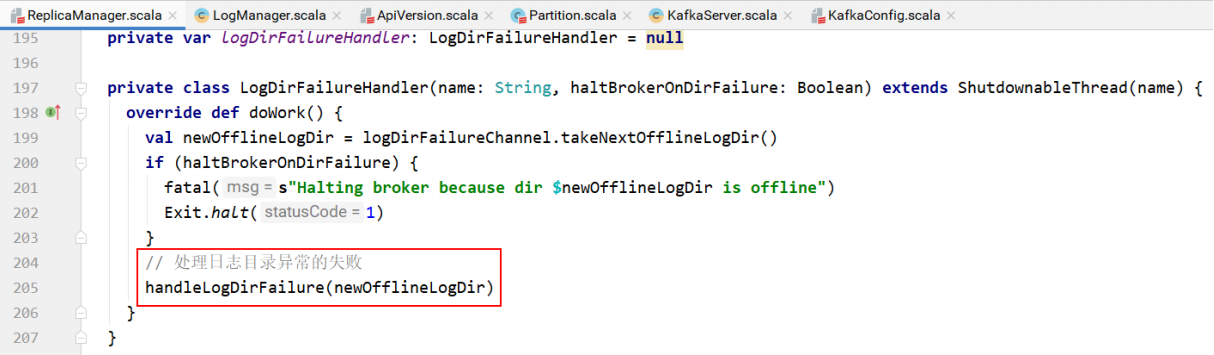 ReplicaManager.scala LogManager.scala ApiVersion.scala Partition.scala KafkaServer.scala KafkaConfig.scala
195 private var logDirFailureHandler: LogDirFailureHandler = null
196
197 private class LogDirFailureHandler(name: String, haltBrokerOnDirFailure: Boolean) extends ShutdownableThread(name) {
198 override def doWork() {
199 val newOfflineLogDir = logDirFailureChannel.takeNextOfflineLogDir()
200 if (haltBrokerOnDirFailure) {
201 fatal( msg = s"Halting broker because dir $newOfflineLogDir is offline")
202 Exit.halt( statusCode = 1)
203 }
204 // 处理日志目录异常的失败
205 handleLogDirFailure(newOfflineLogDir)
206 }
207 }